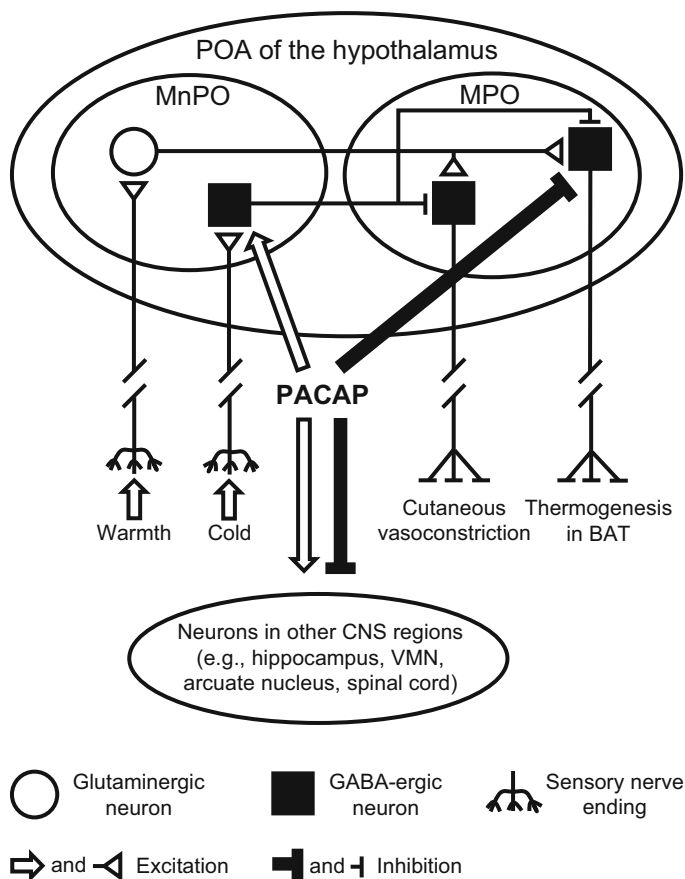 POA of the hypothalamus
MnPO
MPO
PACAP
Warmth
Cold
Cutaneous
vasoconstriction
Thermogenesis
in BAT
Neurons in other CNS regions
(e.g., hippocampus, VMN,
arcuate nucleus, spinal cord)
Glutaminergic
neuron
GABA-ergic
neuron
Sensory nerve
ending
and
Excitation
and
Inhibition